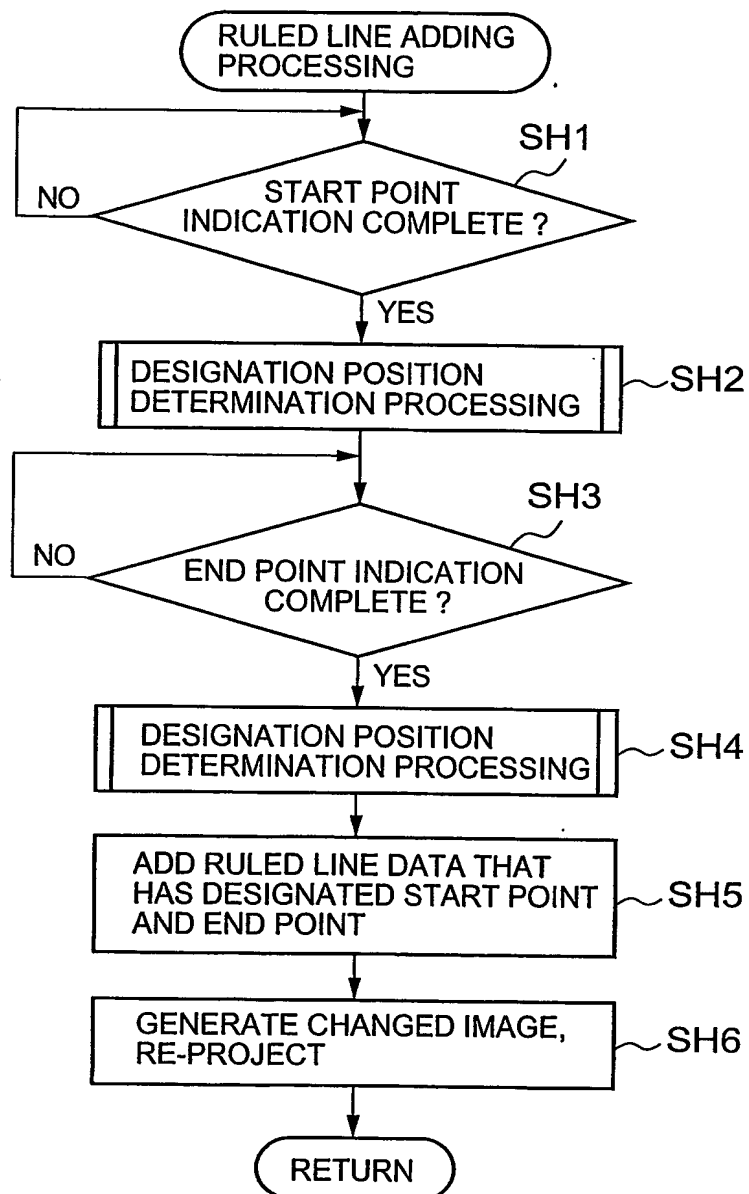 RULED LINE ADDING
PROCESSING
SH1
START POINT
INDICATION COMPLETE ?
NO
YES
DESIGNATION POSITION
DETERMINATION PROCESSING
SH2
SH3
END POINT INDICATION
COMPLETE ?
NO
YES
DESIGNATION POSITION
DETERMINATION PROCESSING
SH4
ADD RULED LINE DATA THAT
HAS DESIGNATED START POINT
AND END POINT
SH5
GENERATE CHANGED IMAGE,
RE-PROJECT
SH6
RETURN